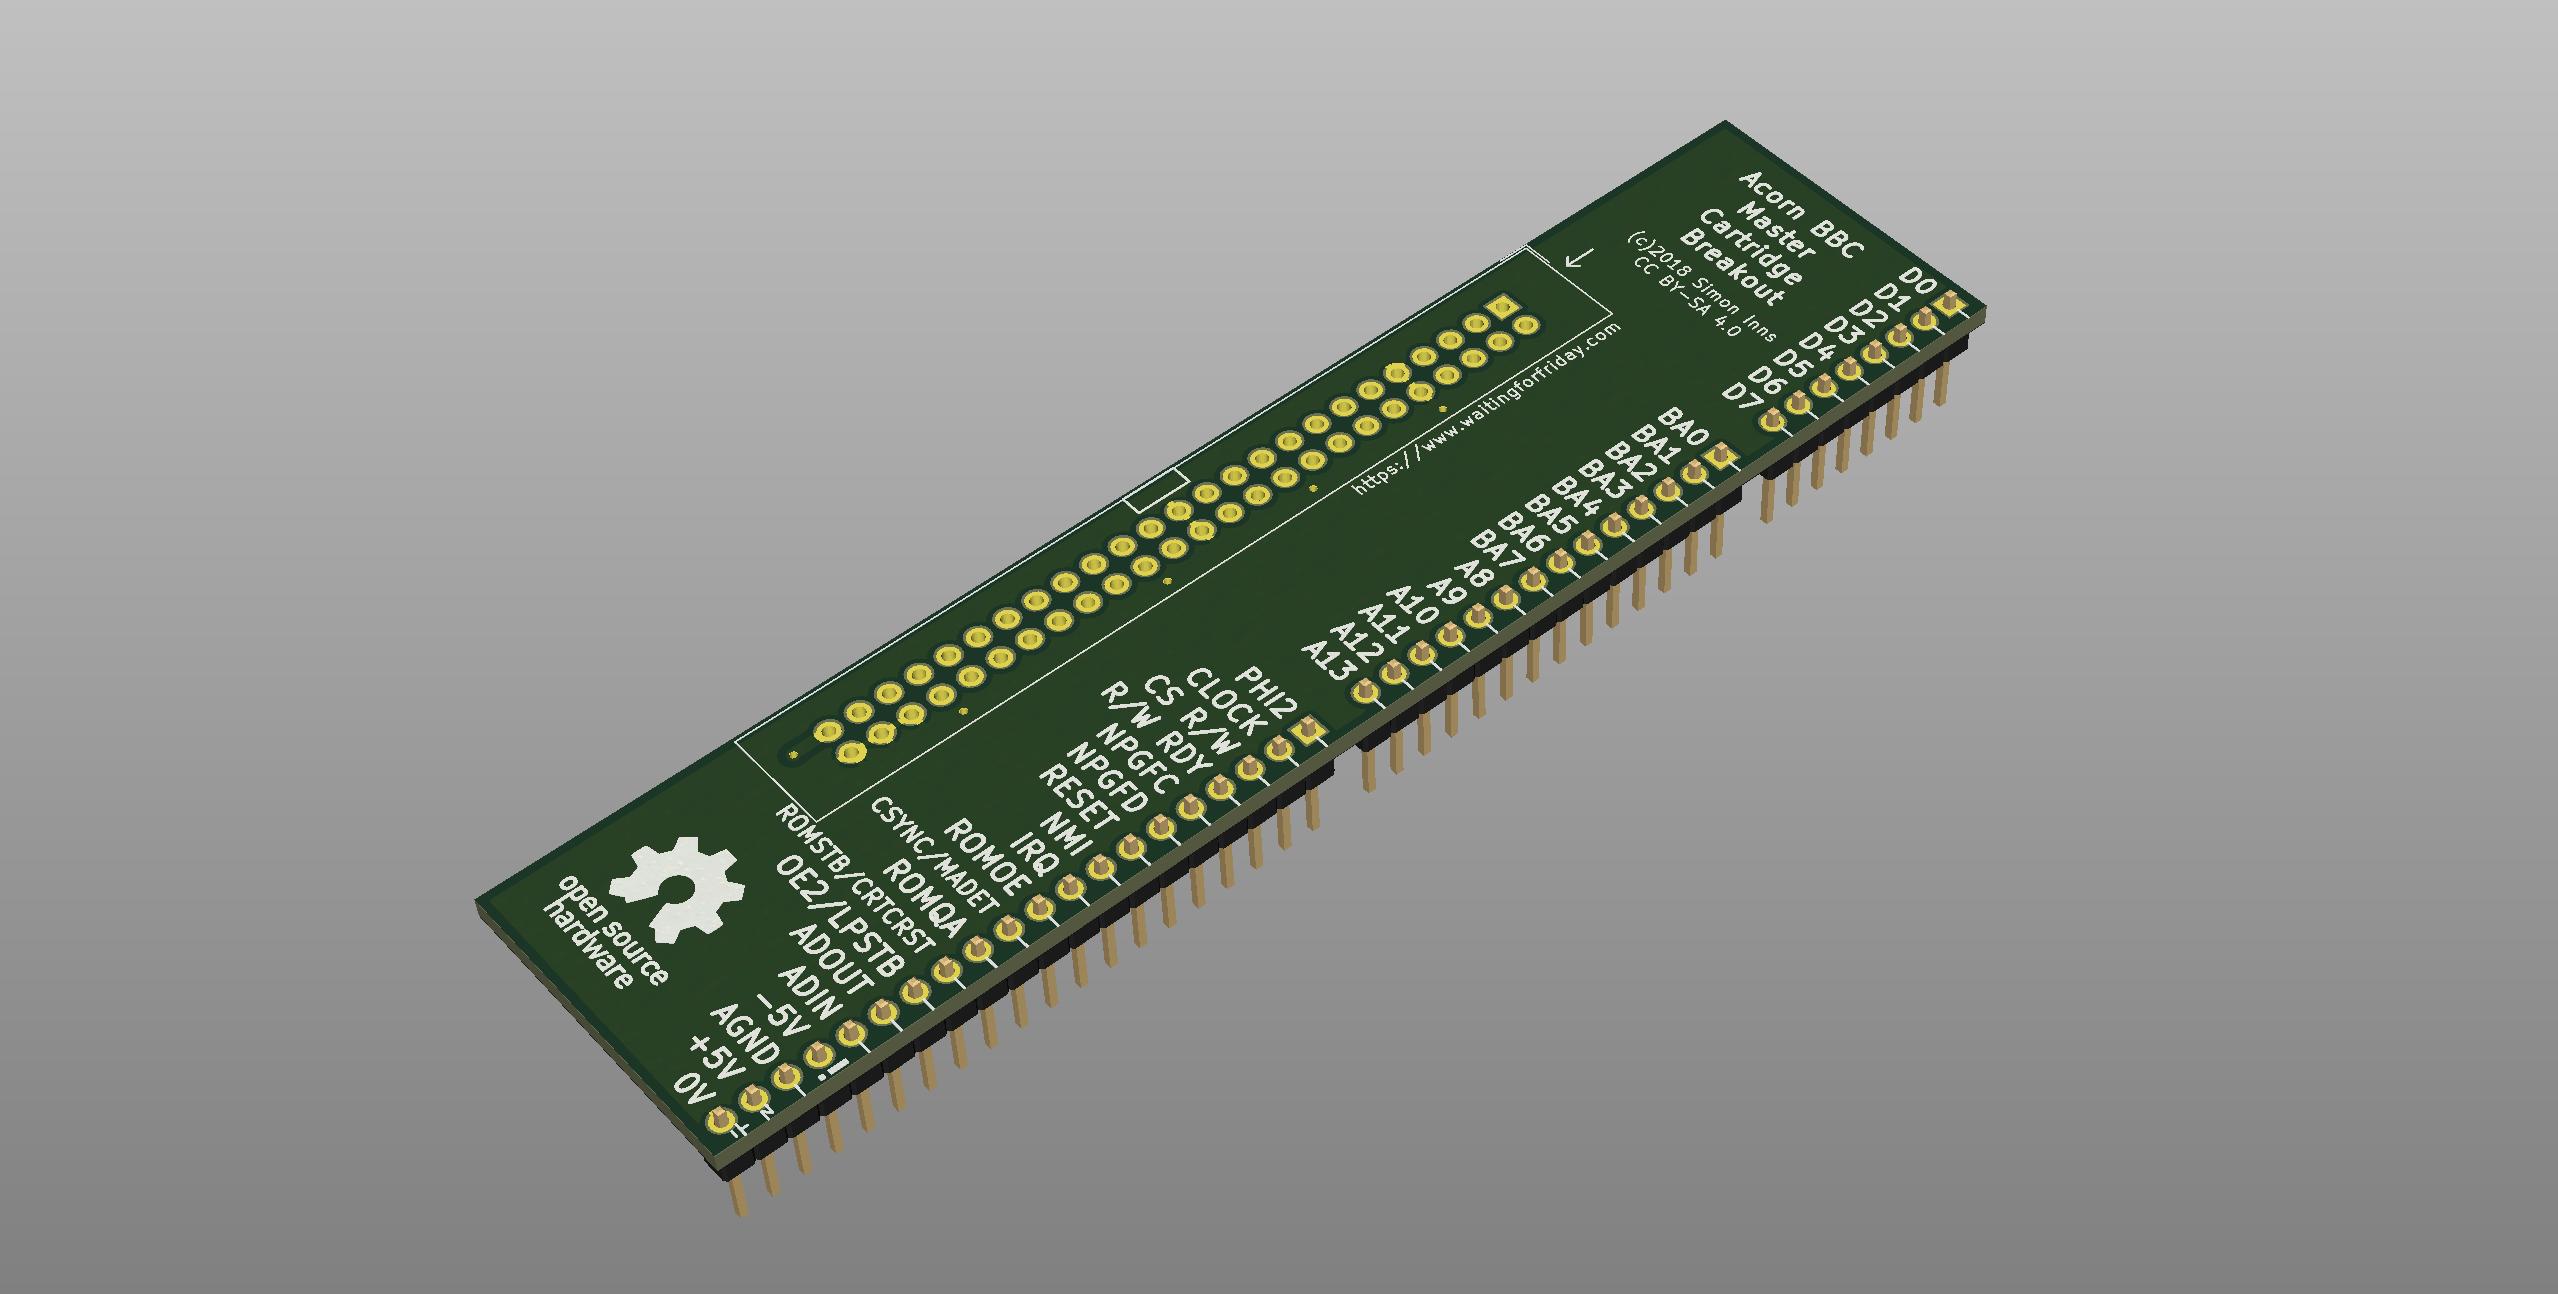 Acorn BBC
Master
Cartridge
Breakout
(c)2018 Simon Inns
CC BY-SA 4.0
https://www.waitingforfriday.com
D0
D1
D2
D3
D4
D5
D6
D7
BA0
BA1
BA2
BA3
BA4
BA5
BA6
BA7
A8
A9
A10
A11
A12
A13
PHI2
CLOCK
CS R/W
R/W RDY
NPGFC
NPGFD
RESET
NMI
IRQ
ROMOE
CSYNC/MADET
ROMQA
ROMSTB/CRTCRST
OE2/LPSTB
ADOUT
ADIN
-5V
AGND
+5V
0V
!
open source
hardware